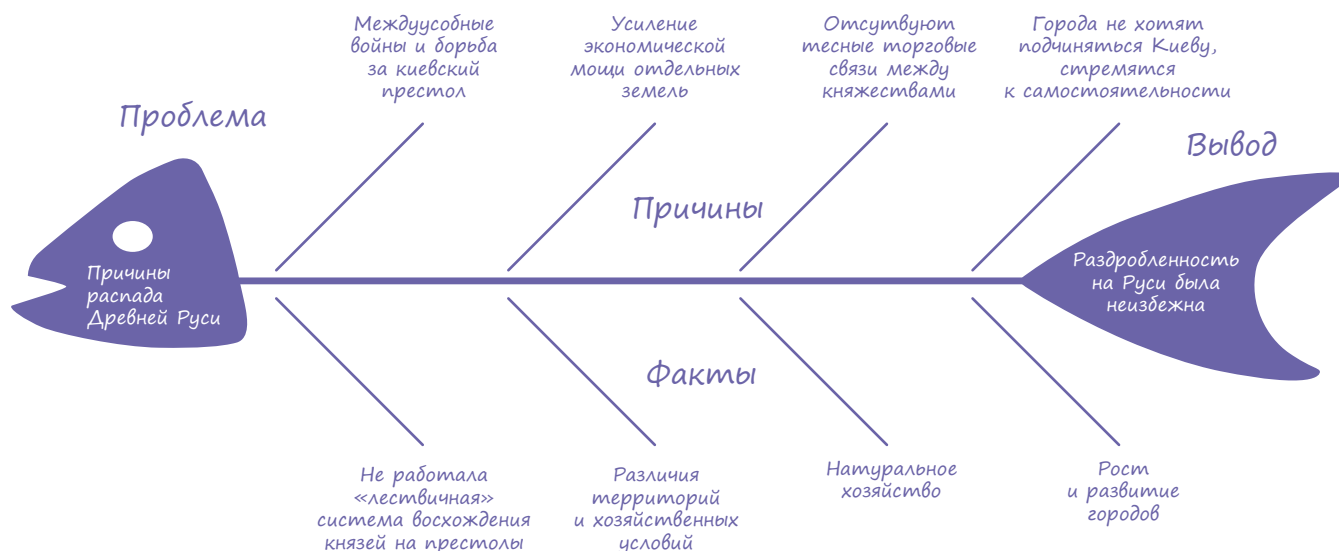 Междуусобные
войны и борьба
за киевский
престол
Усиление
экономической
мощи отдельных
земель
Отсутвуют
тесные торговые
связи между
княжествами
Города не хотят
подчиняться Киеву,
стремятся
к самостоятельности
Проблема
Вывод
Причины
Причины
распада
Древней Руси
Раздробленность
на Руси была
неизбежна
Факты
Не работала
«лествичная»
система восхождения
князей на престолы
Различия
территорий
и хозяйственных
условий
Натуральное
хозяйство
Рост
и развитие
городов